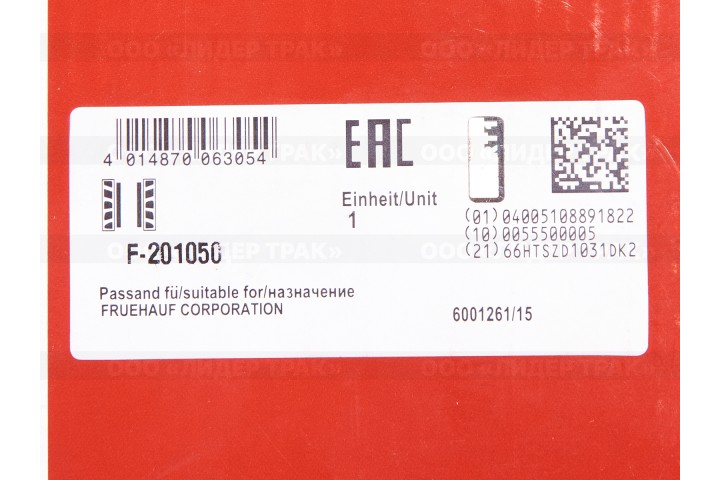 ООО «ЛИДЕР ТРАК»
4 014870 063054
EAC
Einheit/Unit
1
(01) 04005108891822
(10) 0055500005
(21) 66HTSZD1031DK2
F-201050
Passand fü/suitable for/назначение
FRUEHAUF CORPORATION
6001261/15